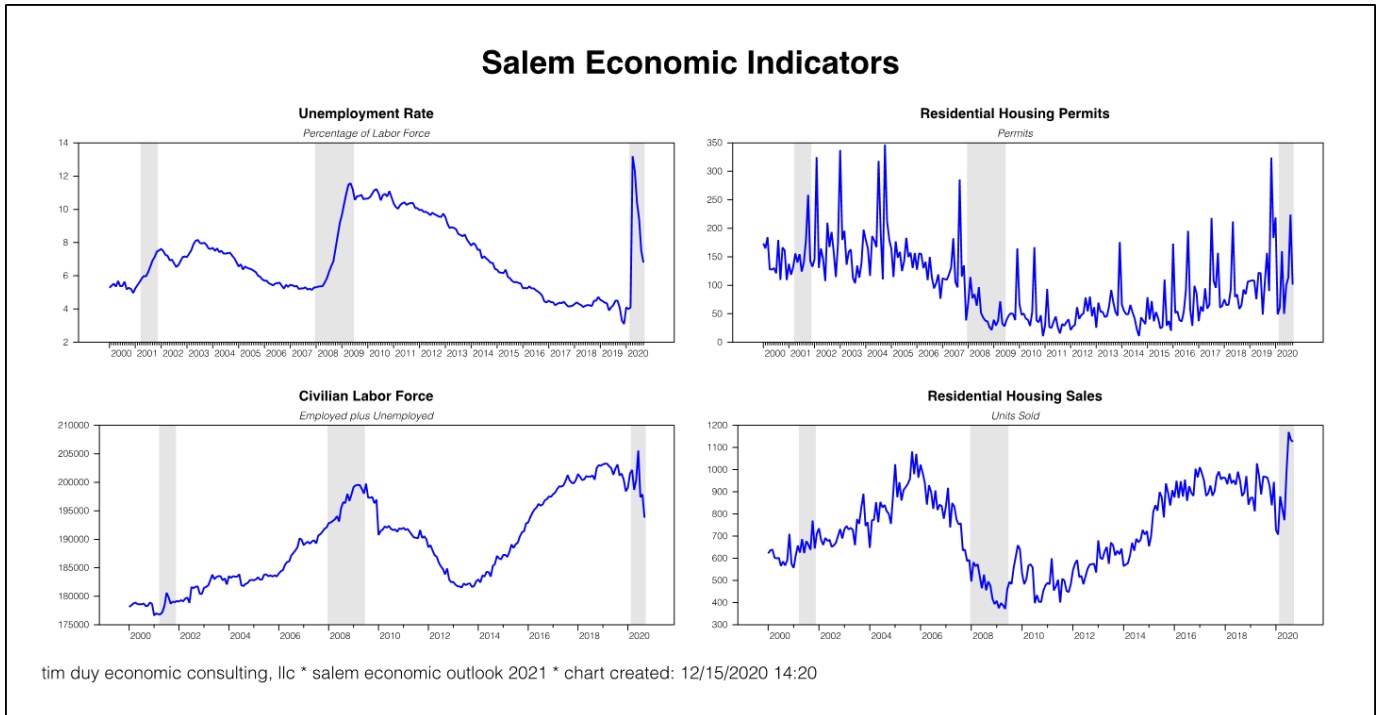 Salem Economic Indicators
Unemployment Rate
Percentage of Labor Force
14
12
10
8
6
4
2
2000 2001 2002 2003 2004 2005 2006 2007 2008 2009 2010 2011 2012 2013 2014 2015 2016 2017 2018 2019 2020
Residential Housing Permits
Permits
350
300
250
200
150
100
50
0
2000 2001 2002 2003 2004 2005 2006 2007 2008 2009 2010 2011 2012 2013 2014 2015 2016 2017 2018 2019 2020
Civilian Labor Force
Employed plus Unemployed
210000
205000
200000
195000
190000
185000
180000
175000
2000 2002 2004 2006 2008 2010 2012 2014 2016 2018 2020
Residential Housing Sales
Units Sold
1200
1100
1000
900
800
700
600
500
400
300
2000 2002 2004 2006 2008 2010 2012 2014 2016 2018 2020
tim duy economic consulting, llc * salem economic outlook 2021 * chart created: 12/15/2020 14:20